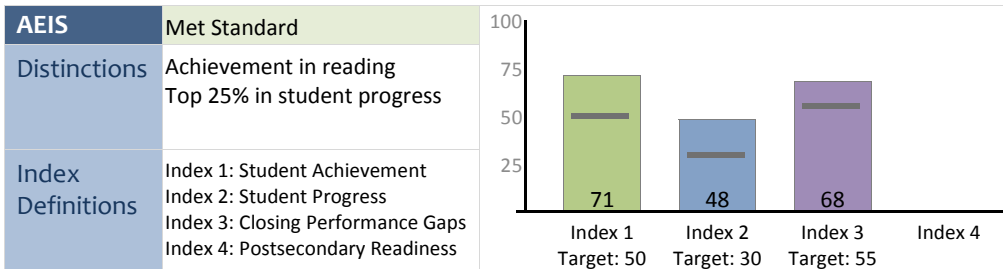 AEIS
Met Standard
Distinctions
Achievement in reading
Top 25% in student progress
Index
Definitions
Index 1: Student Achievement
Index 2: Student Progress
Index 3: Closing Performance Gaps
Index 4: Postsecondary Readiness
100
75
50
25
71
48
68
Index 1
Target: 50
Index 2
Target: 30
Index 3
Target: 55
Index 4